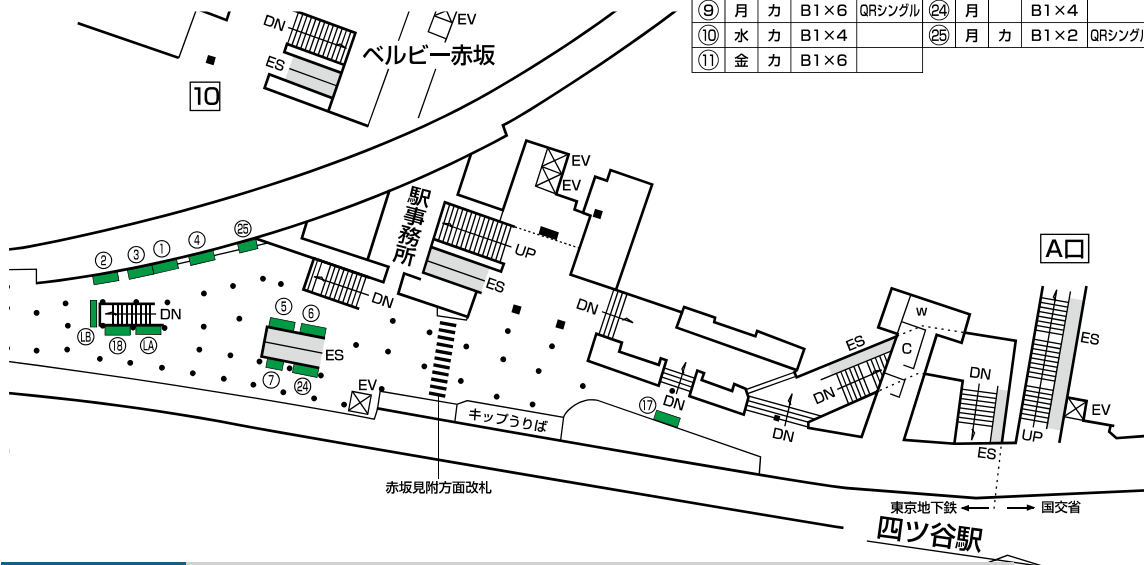 ⑨ 月 カ B1×6 QRシングル ㉔ 月 B1×4
⑩ 水 カ B1×4 ㉕ 月 カ B1×2 QRシングル
⑪ 金 カ B1×6
DN
EV
ベルビー赤坂
ES
10
EV
EV
駅事務所
UP
ES
DN
A口
② ③ ① ④ ㉕
DN
LB
⑱
LA
⑤ ⑥
ES
⑦ ㉔
EV
DN
W
C
ES
DN
DN
ES
DN
⑰
DN
DN
キップうりば
ES
UP
EV
赤坂見附方面改札
東京地下鉄
国交省
四ツ谷駅